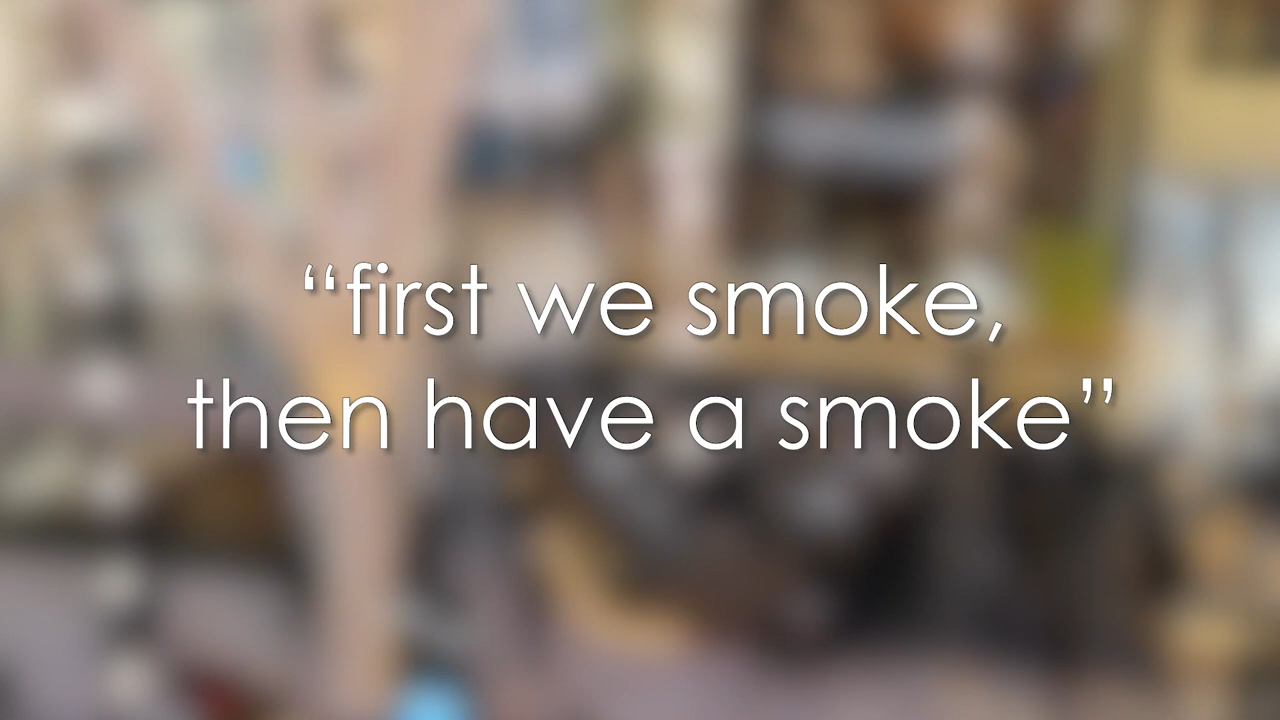 “first we smoke,
then have a smoke”